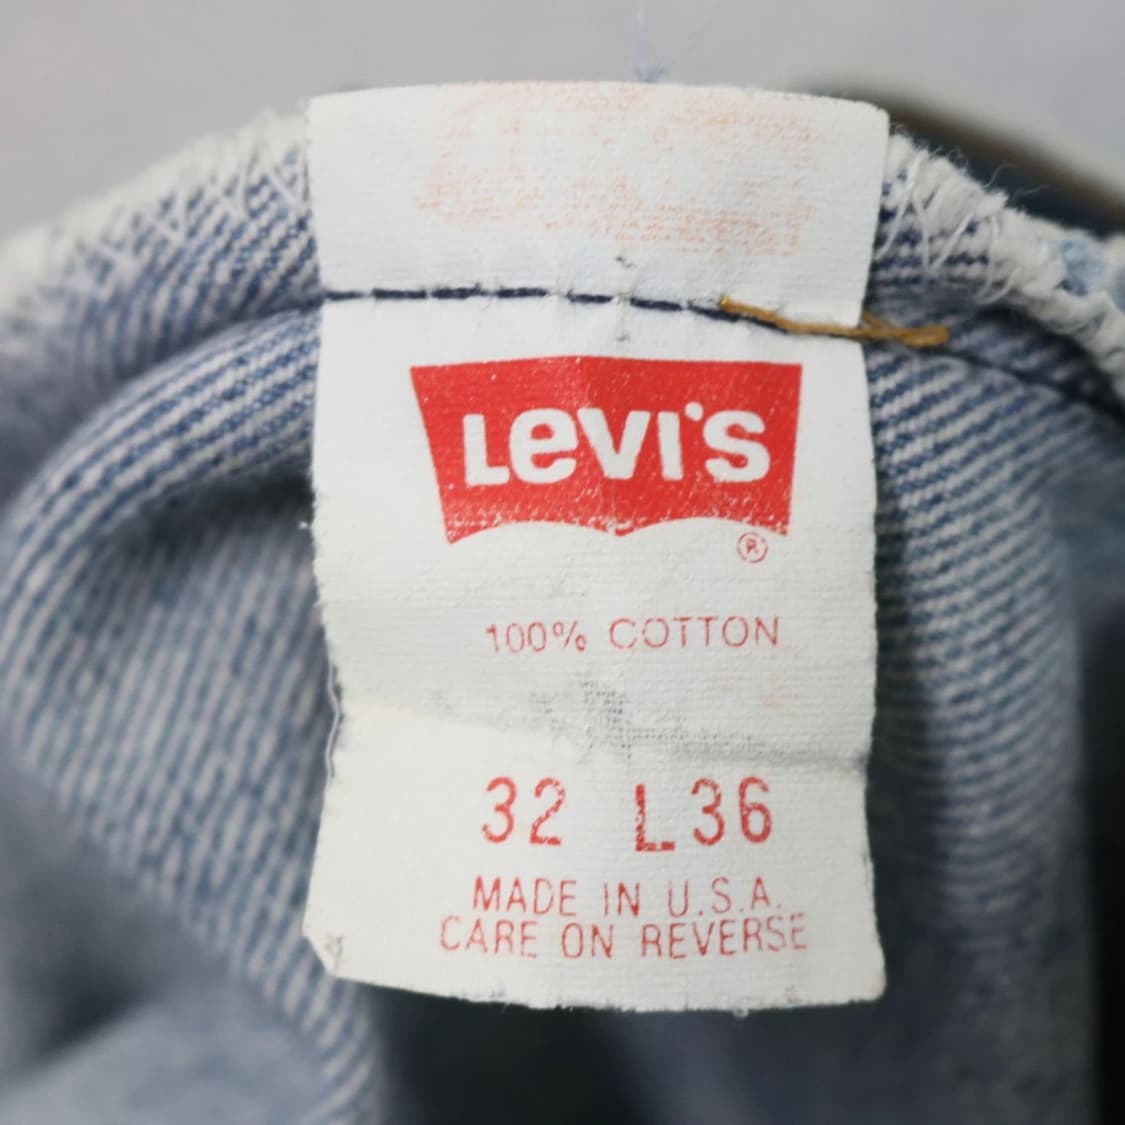 Levi's
®
100% COTTON
32 L36
MADE IN U.S.A.
CARE ON REVERSE